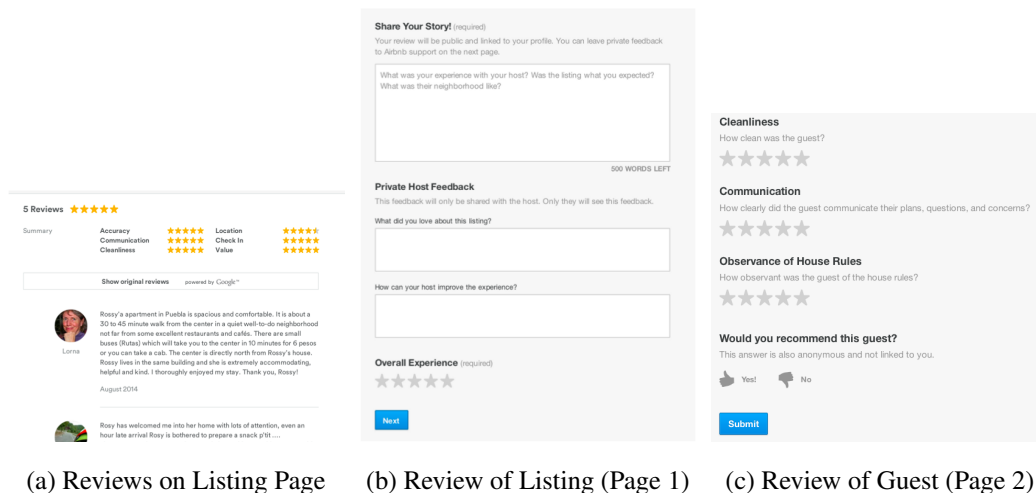 5 Reviews
Summary
Accuracy
Location
Communication
Check In
Cleanliness
Value
Show original reviews powered by Google™
Lorna
Rossy's apartment in Puebla is spacious and comfortable. It is about a
30 to 45 minute walk from the center in a quiet well-to-do neighborhood
not far from some excellent restaurants and cafés. There are small
buses (Rutas) which will take you to the center in 10 minutes for 6 pesos
or you can take a cab. The center is directly north from Rossy's house.
Rossy lives in the same building and she is extremely accommodating,
helpful and kind. I thoroughly enjoyed my stay. Thank you, Rossy!
August 2014
Rosy has welcomed me into her home with lots of attention, even an
hour late arrival Rosy is bothered to prepare a snack p'tit ....
(a) Reviews on Listing Page
Share Your Story! (required)
Your review will be public and linked to your profile. You can leave private feedback
to Airbnb support on the next page.
What was your experience with your host? Was the listing what you expected?
What was their neighborhood like?
500 WORDS LEFT
Private Host Feedback
This feedback will only be shared with the host. Only they will see this feedback.
What did you love about this listing?
How can your host improve the experience?
Overall Experience (required)
Next
(b) Review of Listing (Page 1)
Cleanliness
How clean was the guest?
Communication
How clearly did the guest communicate their plans, questions, and concerns?
Observance of House Rules
How observant was the guest of the house rules?
Would you recommend this guest?
This answer is also anonymous and not linked to you.
Yes! No
Submit
(c) Review of Guest (Page 2)